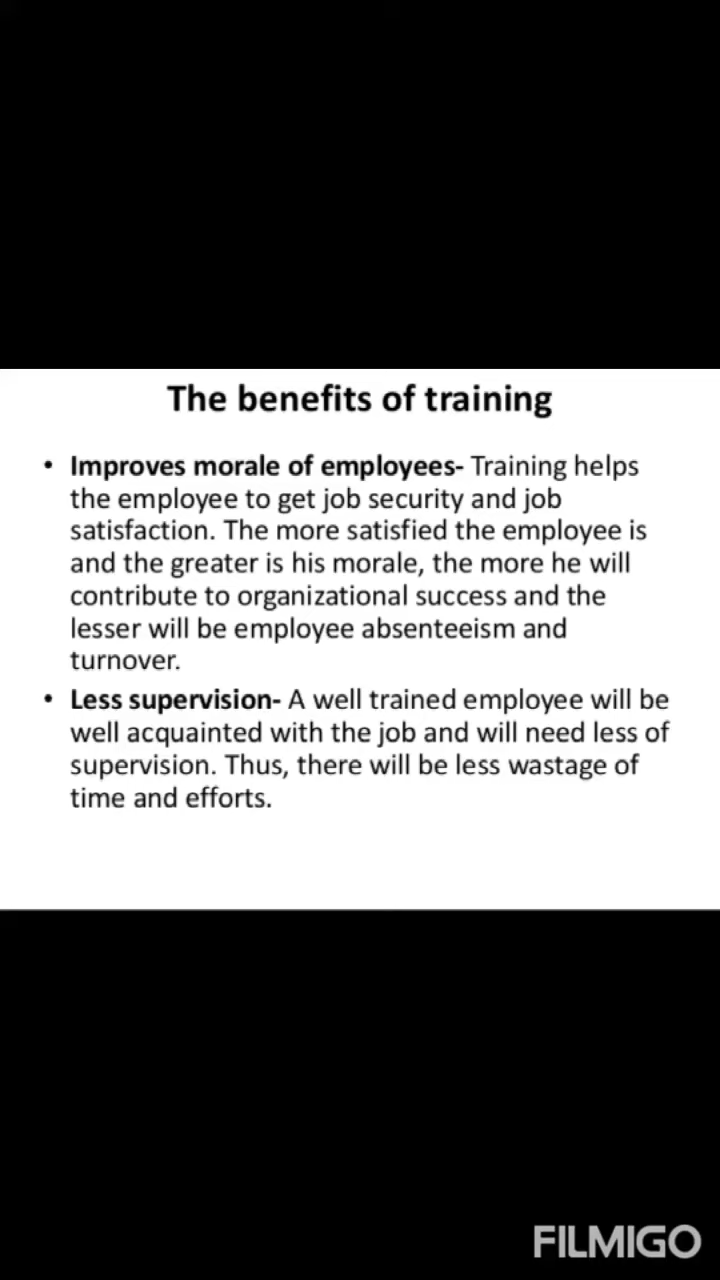 The benefits of training
• Improves morale of employees- Training helps
the employee to get job security and job
satisfaction. The more satisfied the employee is
and the greater is his morale, the more he will
contribute to organizational success and the
lesser will be employee absenteeism and
turnover.
• Less supervision- A well trained employee will be
well acquainted with the job and will need less of
supervision. Thus, there will be less wastage of
time and efforts.
FILMIGO